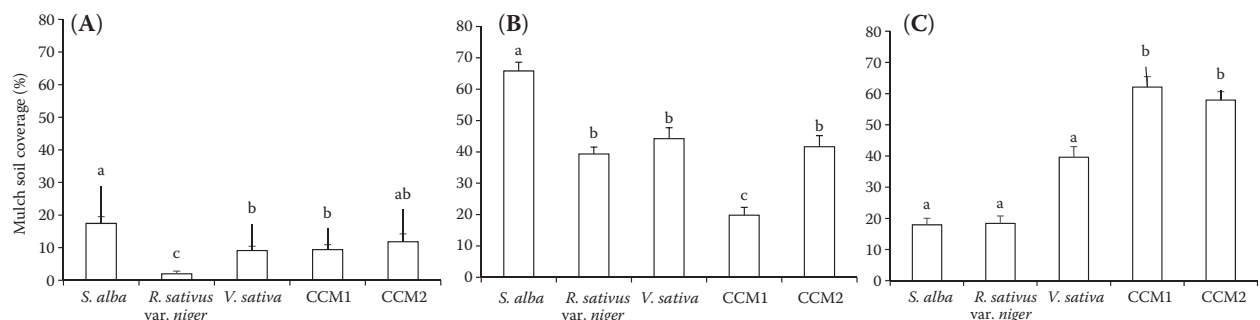 (A)
Mulch soil coverage (%)
80
70
60
50
40
30
20
10
0
a
c
b
b
ab
S. alba R. sativus V. sativa CCM1 CCM2
var. niger
(B)
80
70
60
50
40
30
20
10
0
a
b
b
c
b
S. alba R. sativus V. sativa CCM1 CCM2
var. niger
(C)
80
70
60
50
40
30
20
10
0
a
a
a
b
b
S. alba R. sativus V. sativa CCM1 CCM2
var. niger